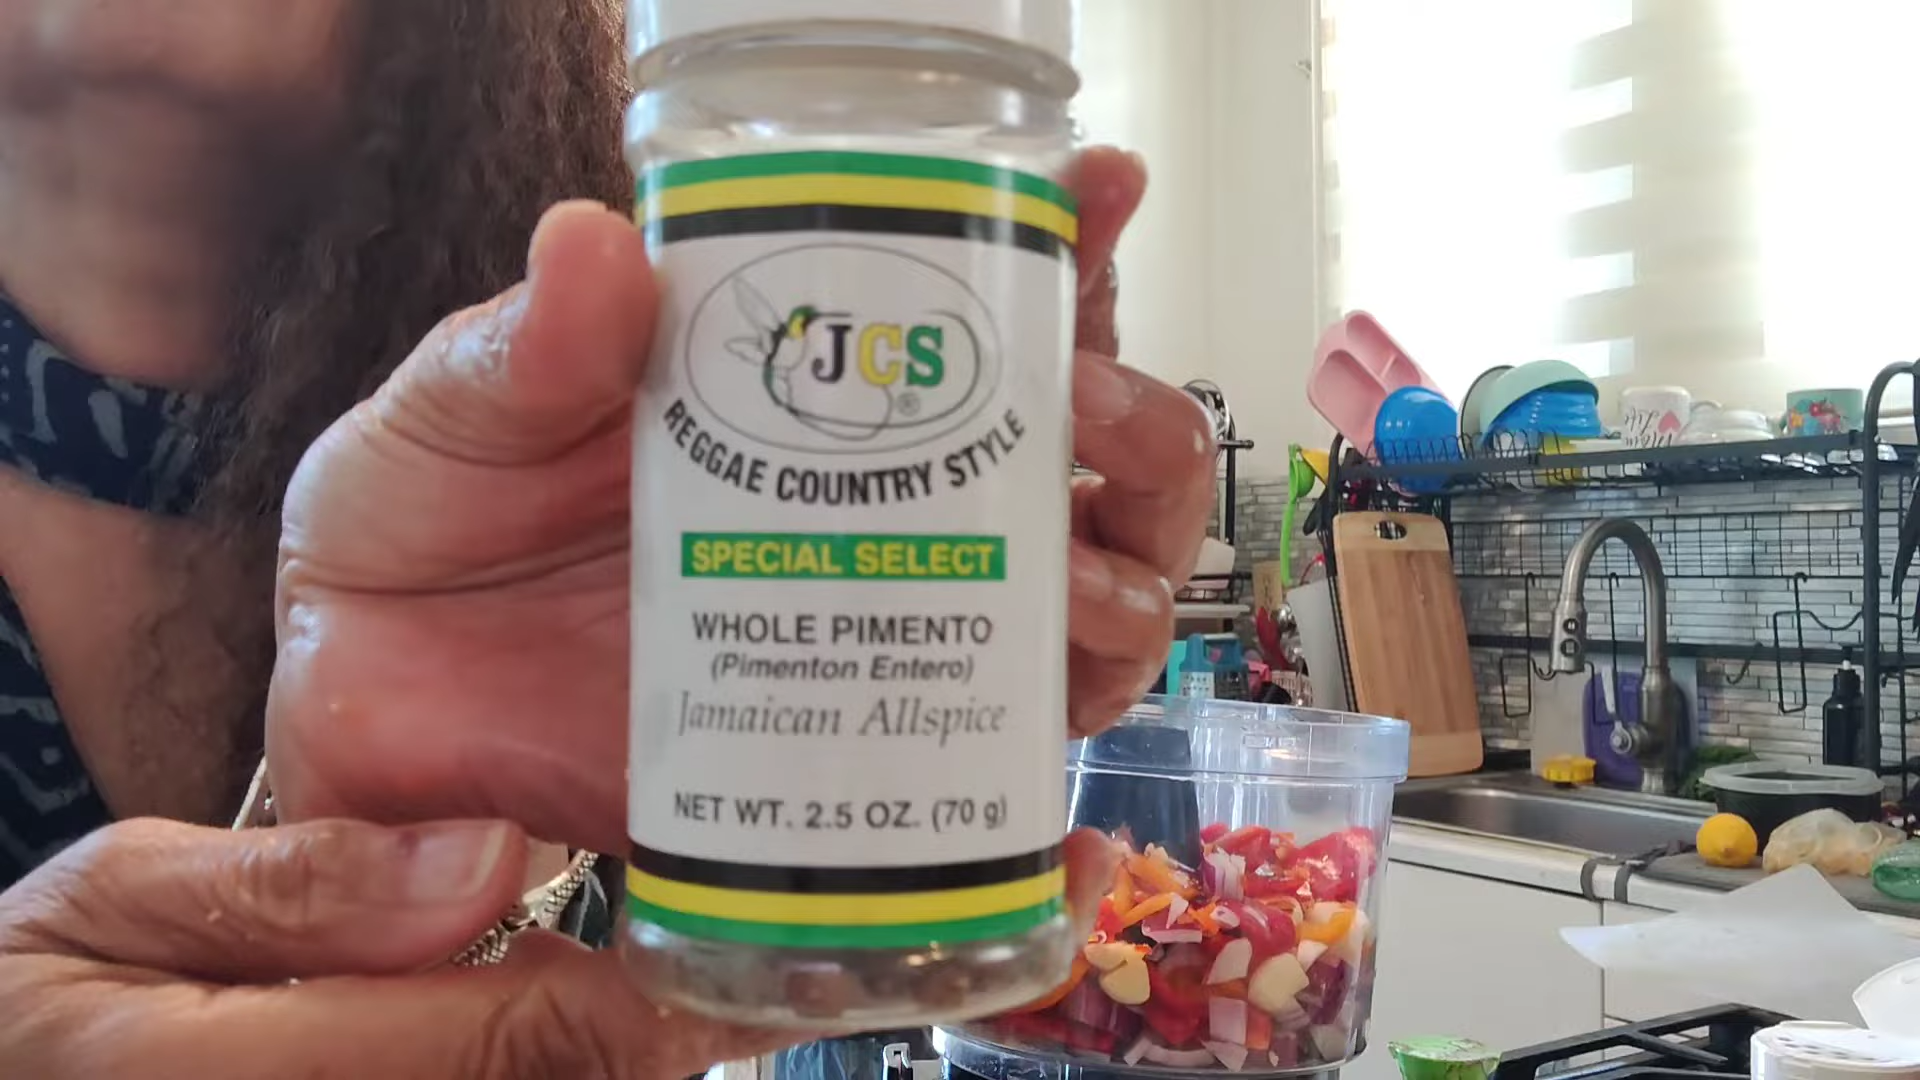 JCS
®
REGGAE COUNTRY STYLE
SPECIAL SELECT
WHOLE PIMENTO
(Pimenton Entero)
Jamaican Allspice
NET WT. 2.5 OZ. (70 g)